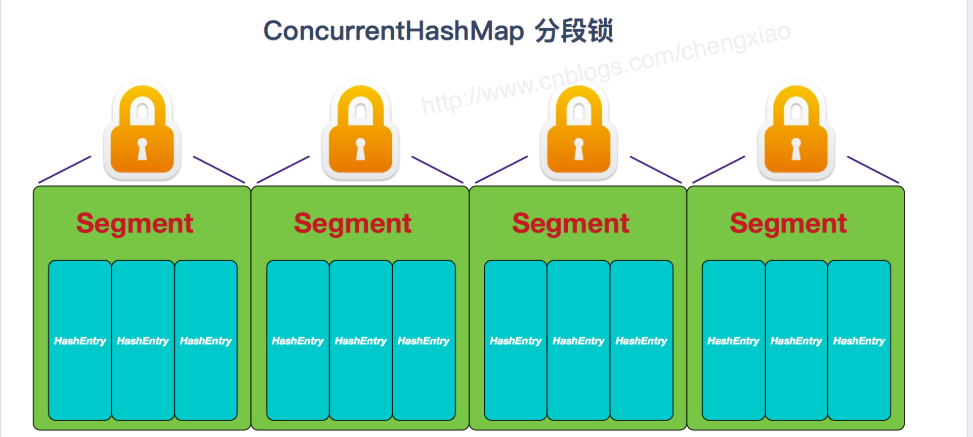 ConcurrentHashMap 分段锁
http://www.cnblogs.com/chengxiao
Segment Segment Segment Segment
HashEntry HashEntry HashEntry HashEntry HashEntry HashEntry HashEntry HashEntry HashEntry HashEntry HashEntry HashEntry